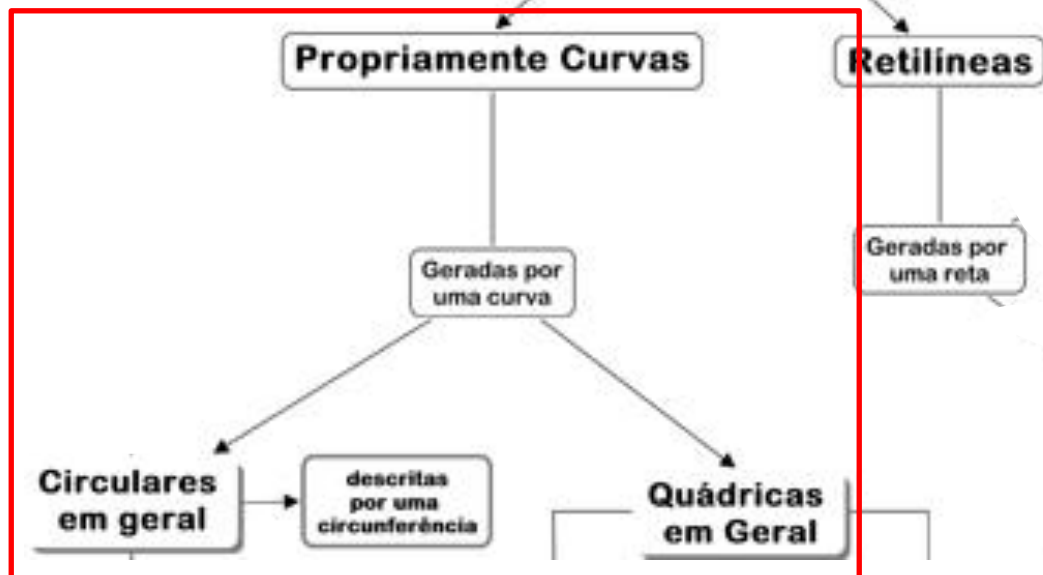 Propriamente Curvas
Retilíneas
Geradas por
uma curva
Geradas por
uma reta
Circulares
em geral
descritas
por uma
circunferência
Quádricas
em Geral